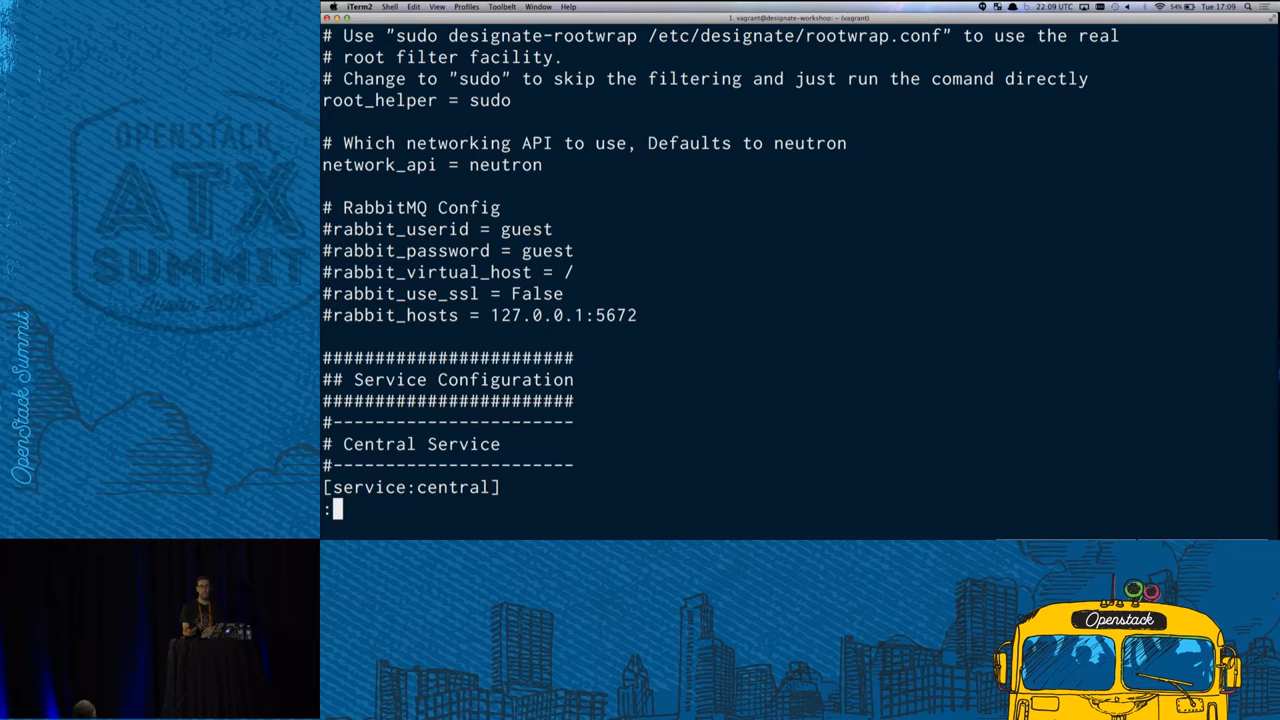 iTerm2 Shell Edit View Profiles Toolbelt Window Help 22:09 UTC 54% Tue 17:09
1. vagrant@designate-workshop: ~ (vagrant)
# Use "sudo designate-rootwrap /etc/designate/rootwrap.conf" to use the real
# root filter facility.
# Change to "sudo" to skip the filtering and just run the comand directly
root_helper = sudo
# Which networking API to use, Defaults to neutron
network_api = neutron
# RabbitMQ Config
#rabbit_userid = guest
#rabbit_password = guest
#rabbit_virtual_host = /
#rabbit_use_ssl = False
#rabbit_hosts = 127.0.0.1:5672
########################
## Service Configuration
########################
#-----------------------
# Central Service
#-----------------------
[service:central]
:
OPENSTACK
ATX
SUMMIT
Austin 2016
OpenStack Summit
Openstack